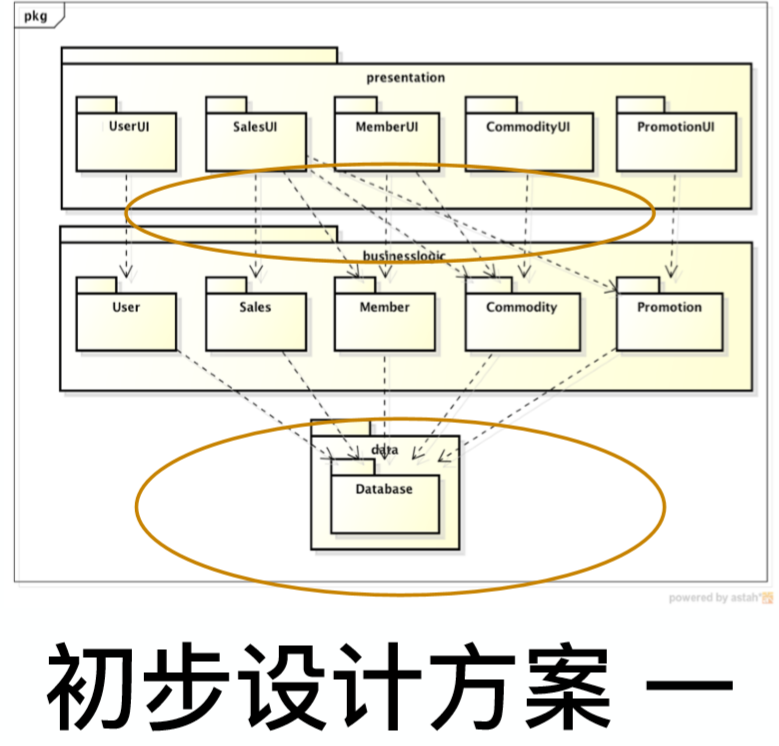 pkg
presentation
UserUI SalesUI MemberUI CommodityUI PromotionUI
businesslogic
User Sales Member Commodity Promotion
data
Database
powered by astah*
初步设计方案 一